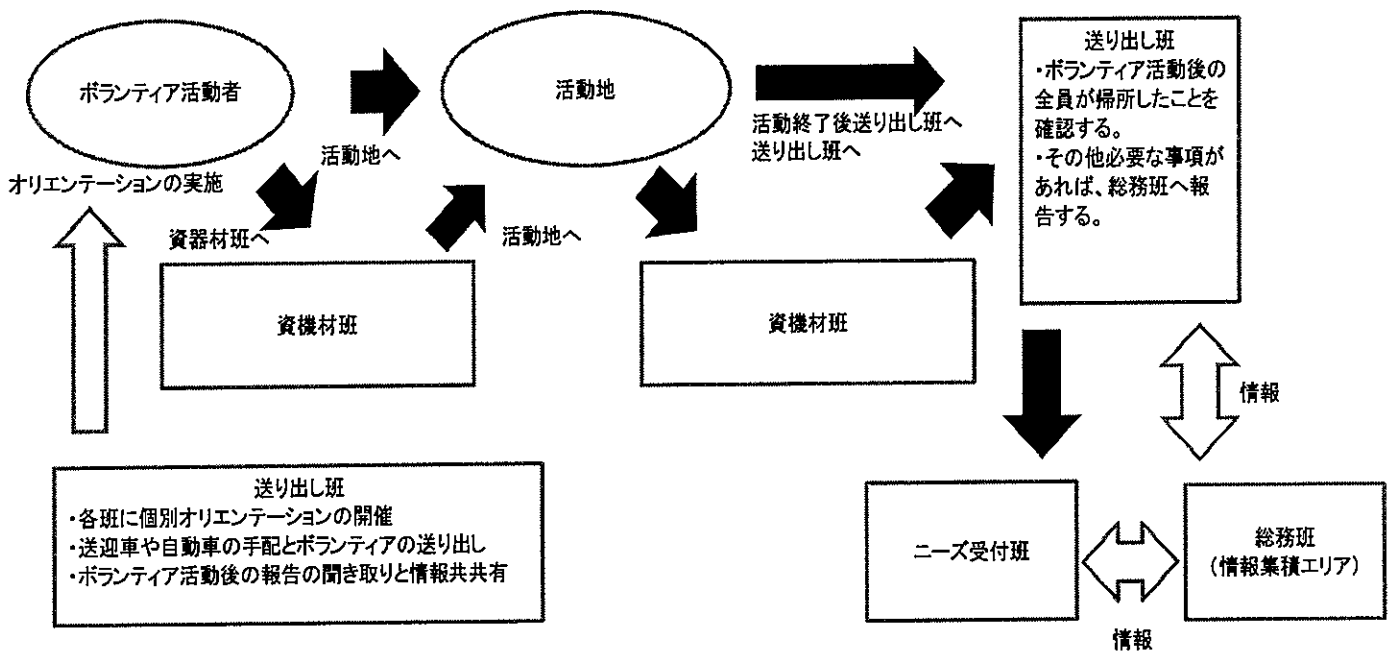 ボランティア活動者
オリエンテーションの実施
活動地へ
資器材班へ
資機材班
活動地
活動地へ
活動終了後送り出し班へ
送り出し班へ
資機材班
送り出し班
・ボランティア活動後の
全員が帰所したことを
確認する。
・その他必要な事項が
あれば、総務班へ報
告する。
情報
送り出し班
・各班に個別オリエンテーションの開催
・送迎車や自動車の手配とボランティアの送り出し
・ボランティア活動後の報告の聞き取りと情報共共有
ニーズ受付班
総務班
（情報集積エリア）
情報